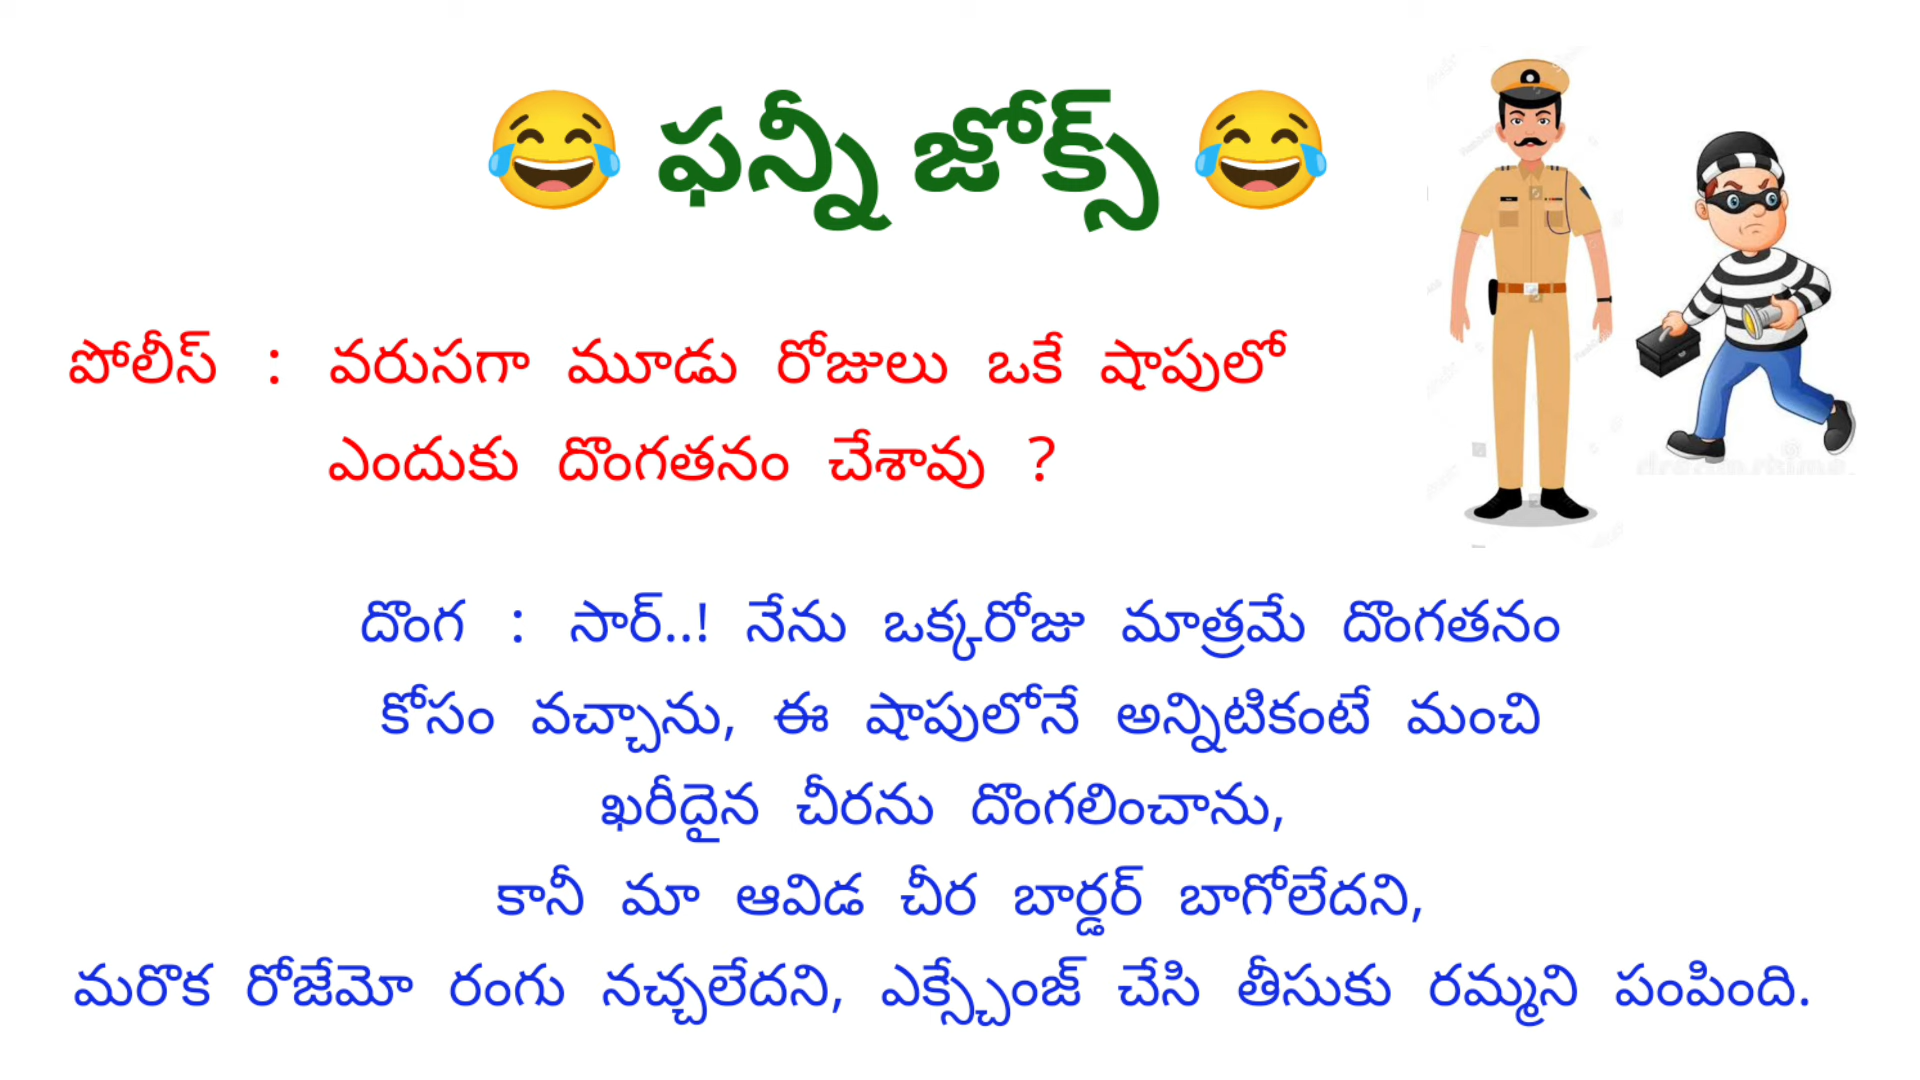 😂 ఫన్నీ జోక్స్ 😂
పోలీస్ : వరుసగా మూడు రోజులు ఒకే షాపులో
ఎందుకు దొంగతనం చేశావు ?
దొంగ : సార్..! నేను ఒక్కరోజు మాత్రమే దొంగతనం
కోసం వచ్చాను, ఈ షాపులోనే అన్నిటికంటే మంచి
ఖరీదైన చీరను దొంగలించాను,
కానీ మా ఆవిడ చీర బార్డర్ బాగోలేదని,
మరొక రోజేమో రంగు నచ్చలేదని, ఎక్స్చేంజ్ చేసి తీసుకు రమ్మని పంపింది.